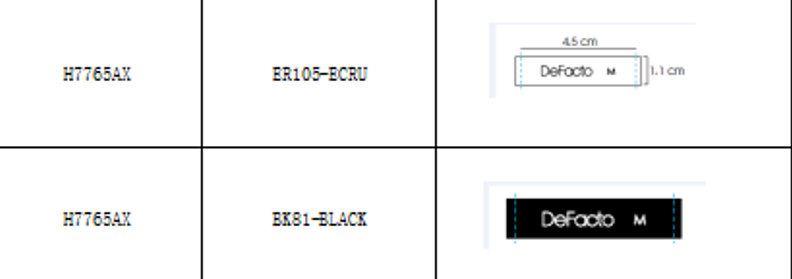 H7765AX ER105-ECRU
4.5 cm
DeFacto M
1.1 cm
H7765AX BK81-BLACK
DeFacto M